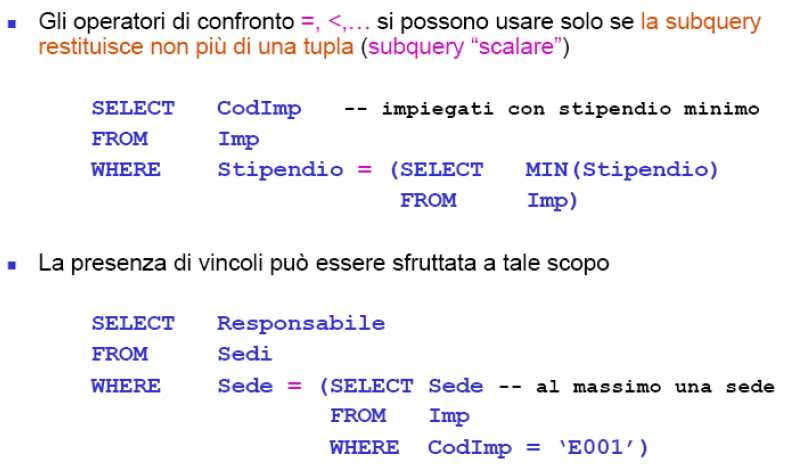 ▪ Gli operatori di confronto =, <,… si possono usare solo se la subquery
restituisce non più di una tupla (subquery “scalare”)
SELECT CodImp -- impiegati con stipendio minimo
FROM Imp
WHERE Stipendio = (SELECT MIN(Stipendio)
FROM Imp)
▪ La presenza di vincoli può essere sfruttata a tale scopo
SELECT Responsabile
FROM Sedi
WHERE Sede = (SELECT Sede -- al massimo una sede
FROM Imp
WHERE CodImp = ‘E001’)